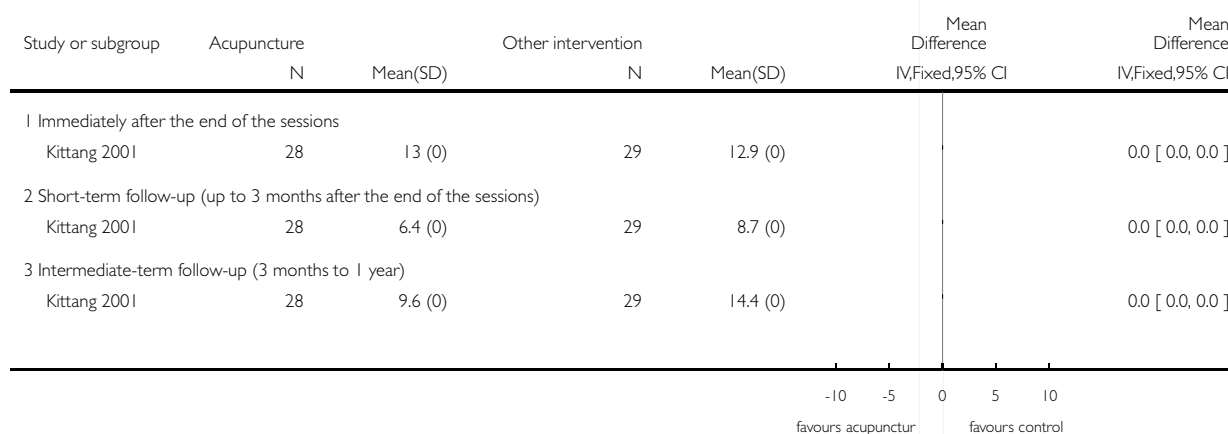 Mean Mean
Study or subgroup Acupuncture Other intervention Difference Difference
N Mean(SD) N Mean(SD) IV,Fixed,95% CI IV,Fixed,95% CI
1 Immediately after the end of the sessions
Kittang 2001 28 13 (0) 29 12.9 (0) 0.0 [ 0.0, 0.0 ]
2 Short-term follow-up (up to 3 months after the end of the sessions)
Kittang 2001 28 6.4 (0) 29 8.7 (0) 0.0 [ 0.0, 0.0 ]
3 Intermediate-term follow-up (3 months to 1 year)
Kittang 2001 28 9.6 (0) 29 14.4 (0) 0.0 [ 0.0, 0.0 ]
-10 -5 0 5 10
favours acupunctur favours control